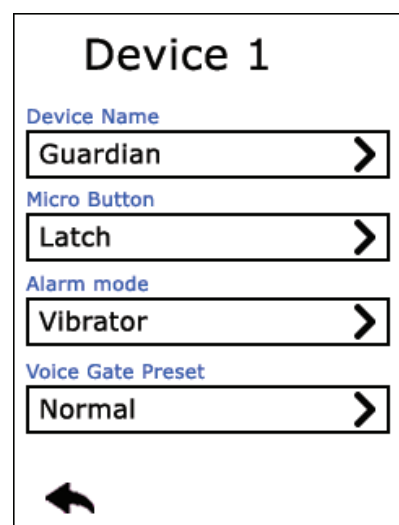 Device 1
Device Name
Guardian
Micro Button
Latch
Alarm mode
Vibrator
Voice Gate Preset
Normal